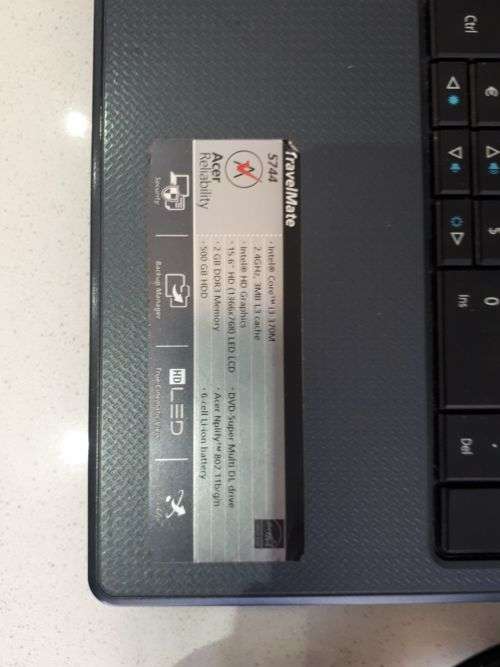 TravelMate
5744
Acer
Reliability
• Intel® Core™ i3 370M
2.4GHz, 3MB L3 cache
• Intel® HD Graphics
• 15.6" HD (1366x768) LED LCD
• 2 GB DDR3 Memory
• 500 GB HDD
• DVD-Super Multi DL drive
• Acer Nplify™ 802.11b/g/n
• 6-cell Li-ion battery
Security
Backup Manager
HD LED
Ctrl
€
$
0
Ins
Del